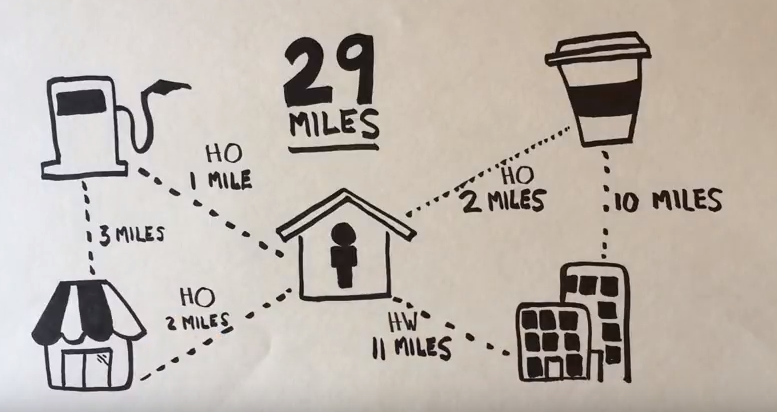 29
MILES
HO
1 MILE
HO
2 MILES
10 MILES
3 MILES
HO
2 MILES
HW
11 MILES